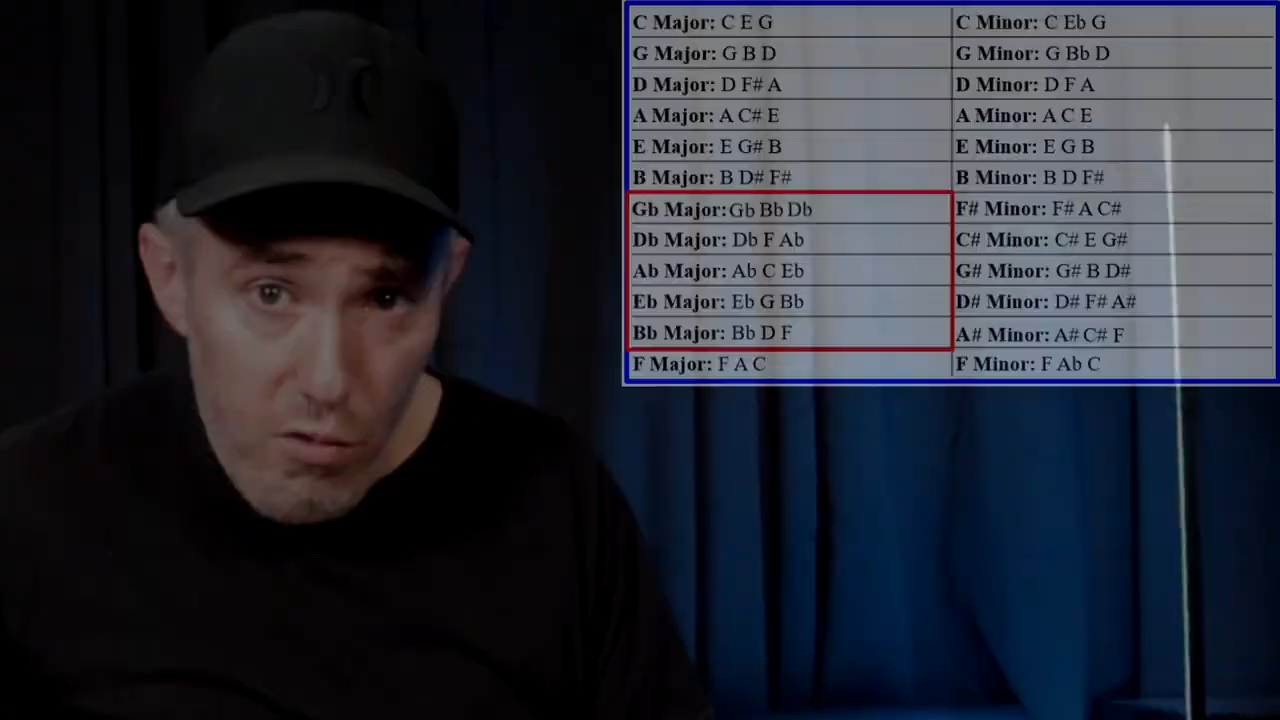 C Major: C E G
C Minor: C Eb G
G Major: G B D
G Minor: G Bb D
D Major: D F# A
D Minor: D F A
A Major: A C# E
A Minor: A C E
E Major: E G# B
E Minor: E G B
B Major: B D# F#
B Minor: B D F#
Gb Major: Gb Bb Db
F# Minor: F# A C#
Db Major: Db F Ab
C# Minor: C# E G#
Ab Major: Ab C Eb
G# Minor: G# B D#
Eb Major: Eb G Bb
D# Minor: D# F# A#
Bb Major: Bb D F
A# Minor: A# C# F
F Major: F A C
F Minor: F Ab C